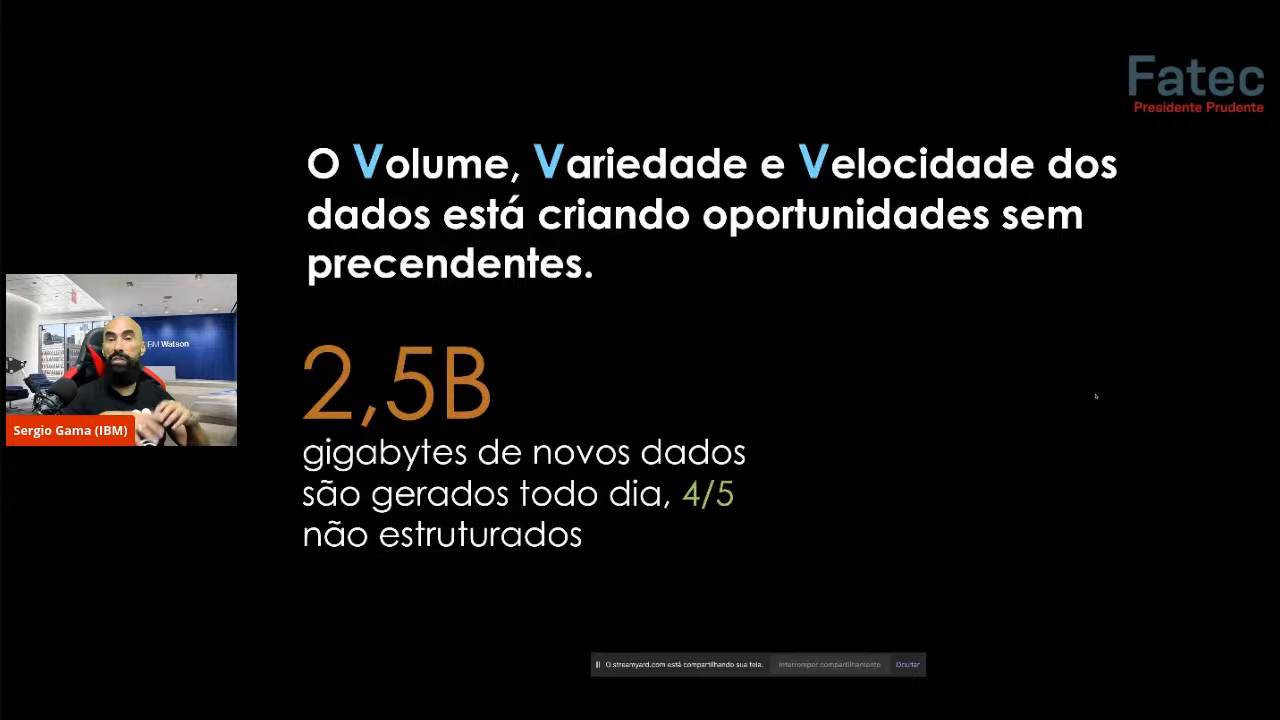 Fatec
Presidente Prudente
O Volume, Variedade e Velocidade dos
dados está criando oportunidades sem
precendentes.
IBM Watson
Sergio Gama (IBM)
2,5B
gigabytes de novos dados
são gerados todo dia, 4/5
não estruturados
O streamyard.com está compartilhando sua tela.
Interromper compartilhamento
Ocultar